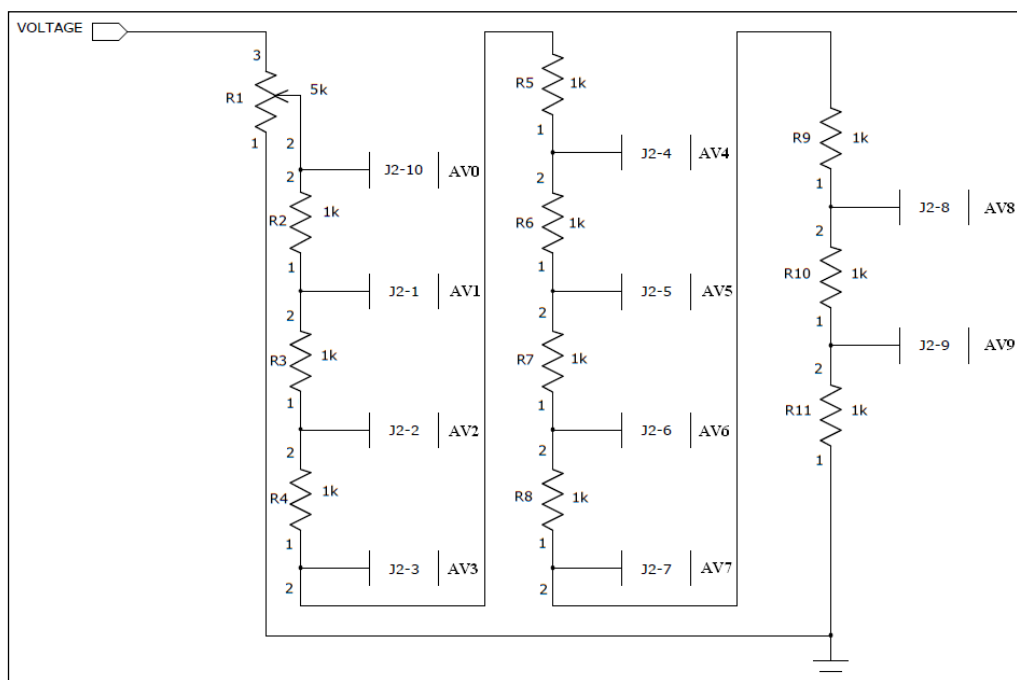 VOLTAGE
3
R1
5k
1
2
J2-10 AV0
2
R2
1k
1
J2-1 AV1
2
R3
1k
1
J2-2 AV2
2
R4
1k
1
J2-3 AV3
2
R5
1k
1
J2-4 AV4
2
R6
1k
1
J2-5 AV5
2
R7
1k
1
J2-6 AV6
2
R8
1k
1
J2-7 AV7
2
R9
1k
1
J2-8 AV8
2
R10
1k
1
J2-9 AV9
2
R11
1k
1